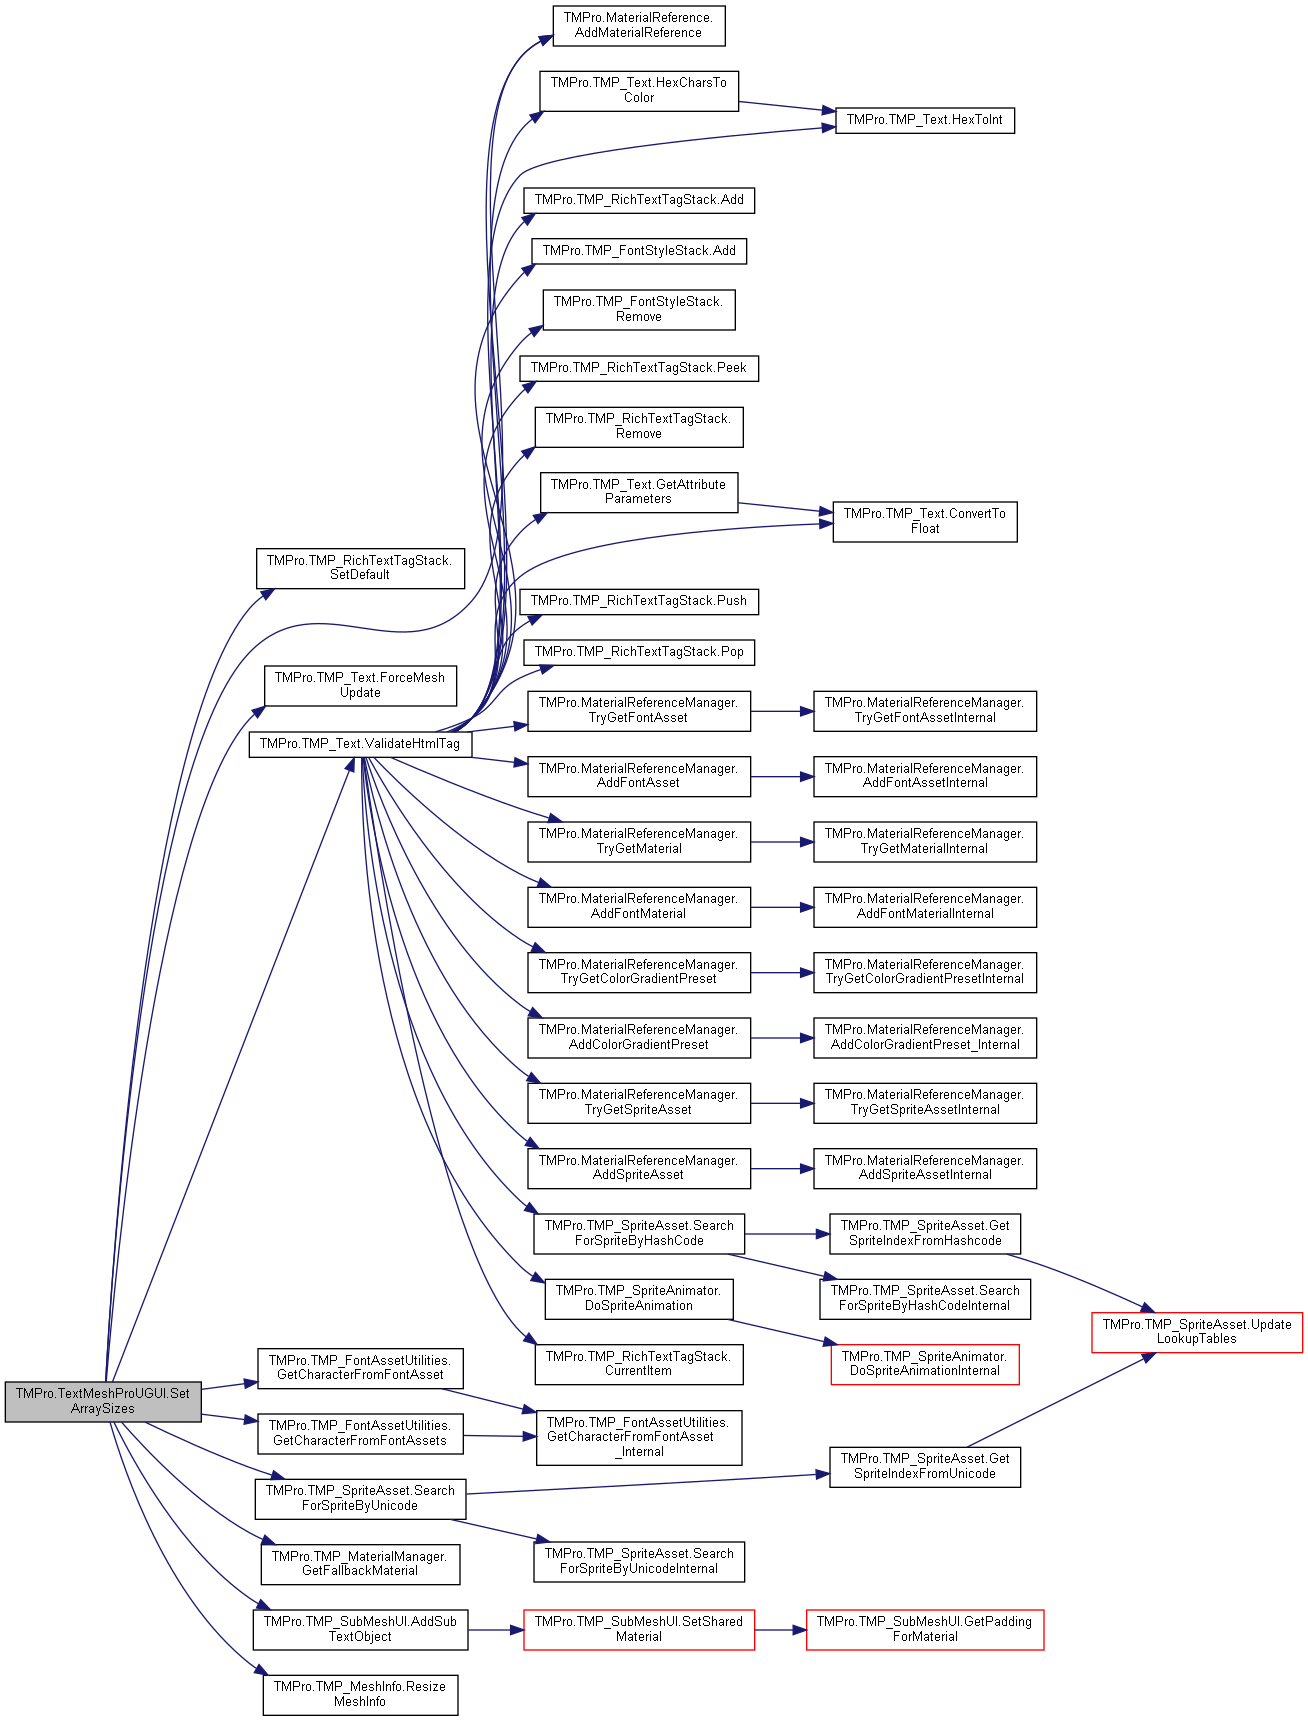 TMPro.MaterialReference.
AddMaterialReference
TMPro.TMP_Text.HexCharsTo
Color
TMPro.TMP_Text.HexToInt
TMPro.TMP_RichTextTagStack.Add
TMPro.TMP_FontStyleStack.Add
TMPro.TMP_FontStyleStack.
Remove
TMPro.TMP_RichTextTagStack.Peek
TMPro.TMP_RichTextTagStack.
Remove
TMPro.TMP_Text.GetAttribute
Parameters
TMPro.TMP_Text.ConvertTo
Float
TMPro.TMP_RichTextTagStack.
SetDefault
TMPro.TMP_RichTextTagStack.Push
TMPro.TMP_RichTextTagStack.Pop
TMPro.TMP_Text.ForceMesh
Update
TMPro.MaterialReferenceManager.
TryGetFontAsset
TMPro.MaterialReferenceManager.
TryGetFontAssetInternal
TMPro.TMP_Text.ValidateHtmlTag
TMPro.MaterialReferenceManager.
AddFontAsset
TMPro.MaterialReferenceManager.
AddFontAssetInternal
TMPro.MaterialReferenceManager.
TryGetMaterial
TMPro.MaterialReferenceManager.
TryGetMaterialInternal
TMPro.MaterialReferenceManager.
AddFontMaterial
TMPro.MaterialReferenceManager.
AddFontMaterialInternal
TMPro.MaterialReferenceManager.
TryGetColorGradientPreset
TMPro.MaterialReferenceManager.
TryGetColorGradientPresetInternal
TMPro.MaterialReferenceManager.
AddColorGradientPreset
TMPro.MaterialReferenceManager.
AddColorGradientPreset_Internal
TMPro.MaterialReferenceManager.
TryGetSpriteAsset
TMPro.MaterialReferenceManager.
TryGetSpriteAssetInternal
TMPro.MaterialReferenceManager.
AddSpriteAsset
TMPro.MaterialReferenceManager.
AddSpriteAssetInternal
TMPro.TMP_SpriteAsset.Search
ForSpriteByHashCode
TMPro.TMP_SpriteAsset.Get
SpriteIndexFromHashcode
TMPro.TMP_SpriteAnimator.
DoSpriteAnimation
TMPro.TMP_SpriteAsset.Search
ForSpriteByHashCodeInternal
TMPro.TMP_SpriteAsset.Update
LookupTables
TMPro.TMP_RichTextTagStack.
CurrentItem
TMPro.TMP_SpriteAnimator.
DoSpriteAnimationInternal
TMPro.TextMeshProUGUI.Set
ArraySizes
TMPro.TMP_FontAssetUtilities.
GetCharacterFromFontAsset
TMPro.TMP_FontAssetUtilities.
GetCharacterFromFontAssets
TMPro.TMP_FontAssetUtilities.
GetCharacterFromFontAsset
_Internal
TMPro.TMP_SpriteAsset.Get
SpriteIndexFromUnicode
TMPro.TMP_SpriteAsset.Search
ForSpriteByUnicode
TMPro.TMP_SpriteAsset.Search
ForSpriteByUnicodeInternal
TMPro.TMP_MaterialManager.
GetFallbackMaterial
TMPro.TMP_SubMeshUI.AddSub
TextObject
TMPro.TMP_SubMeshUI.SetShared
Material
TMPro.TMP_SubMeshUI.GetPadding
ForMaterial
TMPro.TMP_MeshInfo.Resize
MeshInfo